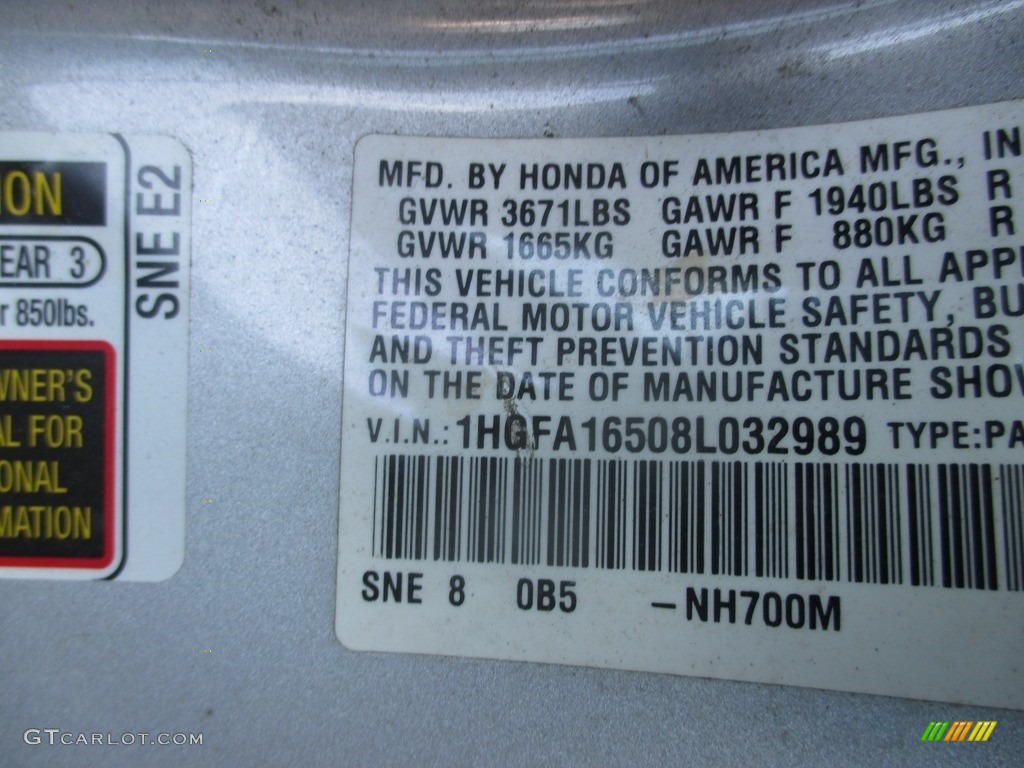 ION
EAR 3
r 850lbs.
WNER'S
AL FOR
ONAL
MATION
SNE E2
MFD. BY HONDA OF AMERICA MFG., IN
GVWR 3671LBS GAWR F 1940LBS R
GVWR 1665KG GAWR F 880KG R
THIS VEHICLE CONFORMS TO ALL APPL
FEDERAL MOTOR VEHICLE SAFETY, BU
AND THEFT PREVENTION STANDARDS
ON THE DATE OF MANUFACTURE SHOW
V.I.N.: 1HGFA16508L032989 TYPE:PA
SNE 8 0B5 –NH700M
GTCARLOT.COM